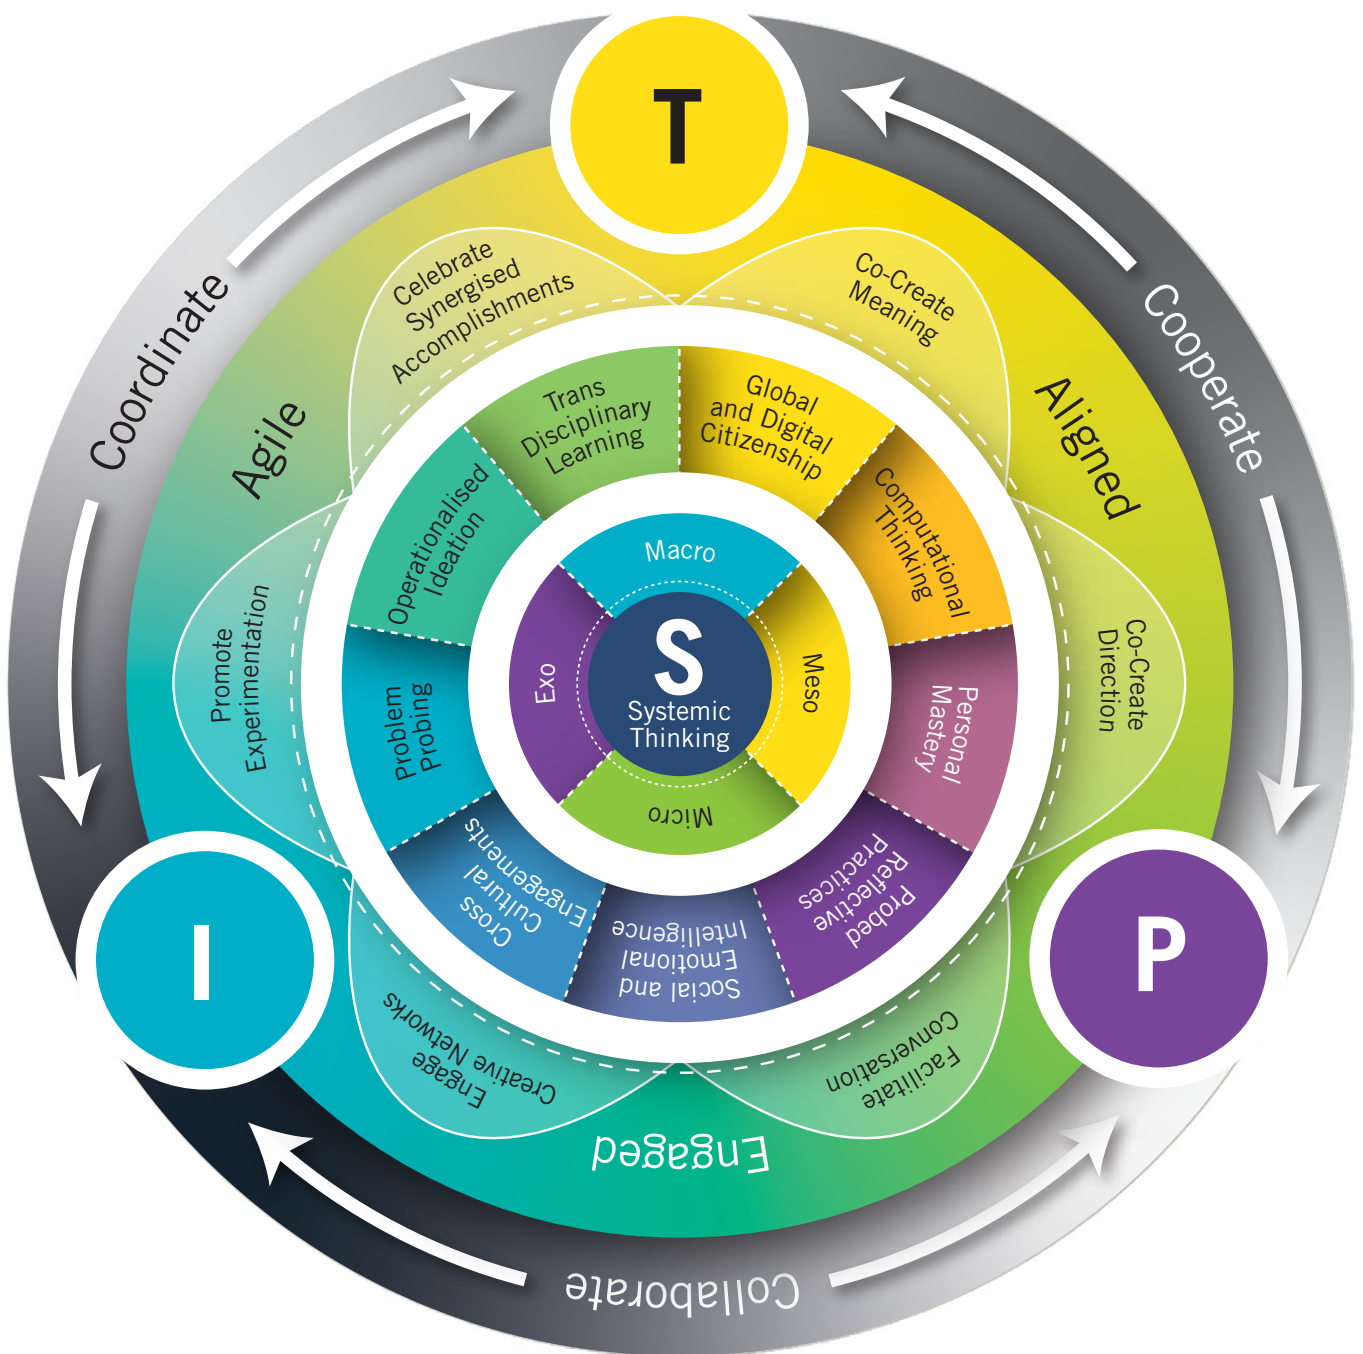 T
Coordinate
Cooperate
Collaborate
Agile
Aligned
Engaged
Celebrate
Synergised
Accomplishments
Co-Create
Meaning
Co-Create
Direction
Facilitate
Conversation
Engage
Creative Networks
Promote
Experimentation
Trans
Disciplinary
Learning
Global
and Digital
Citizenship
Computational
Thinking
Personal
Mastery
Probed
Reflective
Practices
Social and
Emotional
Intelligence
Cross
Cultural
Engagements
Problem
Probing
Operationalised
Ideation
Macro
Meso
Micro
Exo
S
Systemic
Thinking
I
P